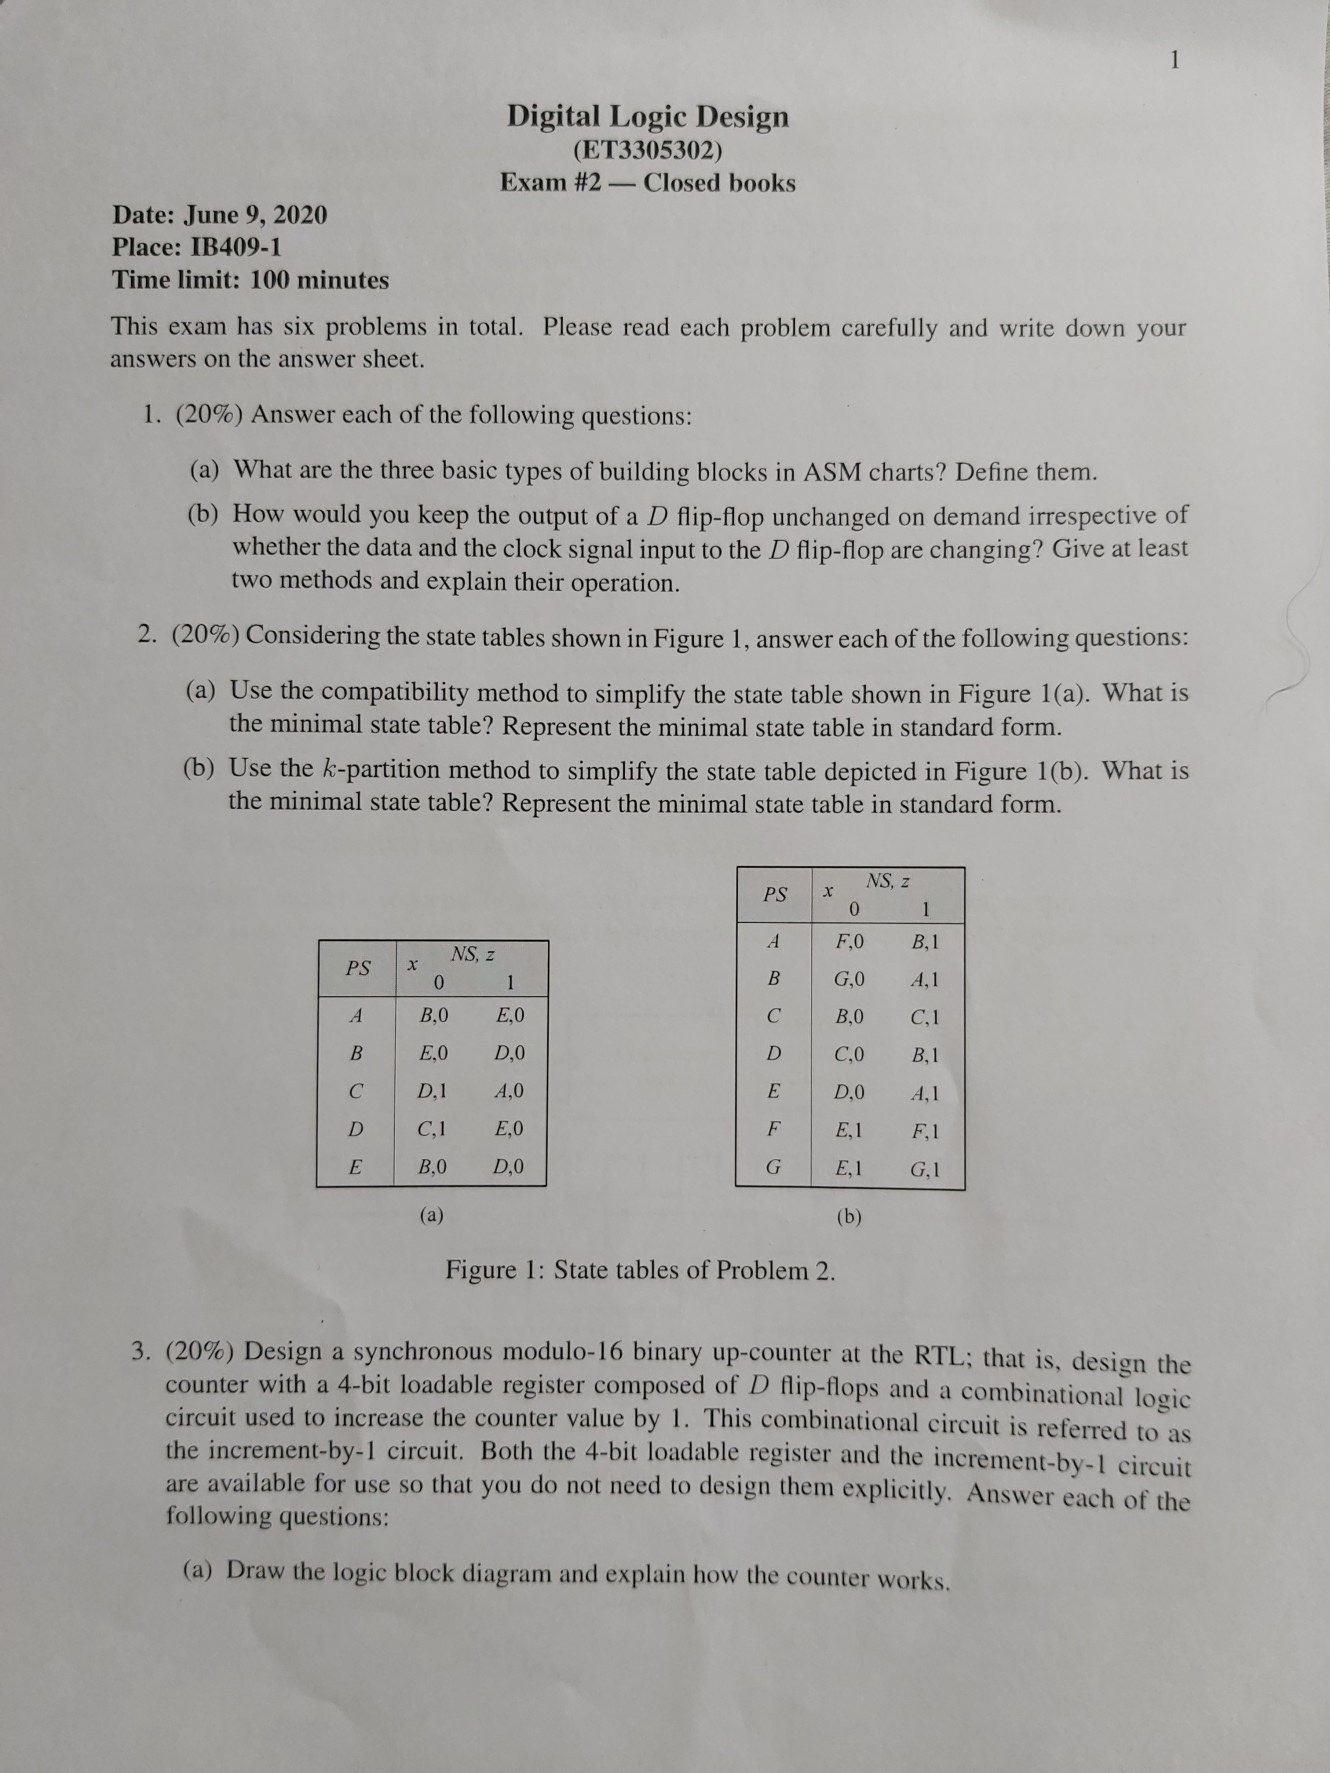 1
Digital Logic Design
(ET3305302)
Exam #2 — Closed books
Date: June 9, 2020
Place: IB409-1
Time limit: 100 minutes
This exam has six problems in total. Please read each problem carefully and write down your
answers on the answer sheet.
1. (20%) Answer each of the following questions:
(a) What are the three basic types of building blocks in ASM charts? Define them.
(b) How would you keep the output of a D flip-flop unchanged on demand irrespective of
whether the data and the clock signal input to the D flip-flop are changing? Give at least
two methods and explain their operation.
2. (20%) Considering the state tables shown in Figure 1, answer each of the following questions:
(a) Use the compatibility method to simplify the state table shown in Figure 1(a). What is
the minimal state table? Represent the minimal state table in standard form.
(b) Use the k-partition method to simplify the state table depicted in Figure 1(b). What is
the minimal state table? Represent the minimal state table in standard form.
PS x NS, z
0 1
A B,0 E,0
B E,0 D,0
C D,1 A,0
D C,1 E,0
E B,0 D,0
(a)
PS x NS, z
0 1
A F,0 B,1
B G,0 A,1
C B,0 C,1
D C,0 B,1
E D,0 A,1
F E,1 F,1
G E,1 G,1
(b)
Figure 1: State tables of Problem 2.
3. (20%) Design a synchronous modulo-16 binary up-counter at the RTL; that is, design the
counter with a 4-bit loadable register composed of D flip-flops and a combinational logic
circuit used to increase the counter value by 1. This combinational circuit is referred to as
the increment-by-1 circuit. Both the 4-bit loadable register and the increment-by-1 circuit
are available for use so that you do not need to design them explicitly. Answer each of the
following questions:
(a) Draw the logic block diagram and explain how the counter works.